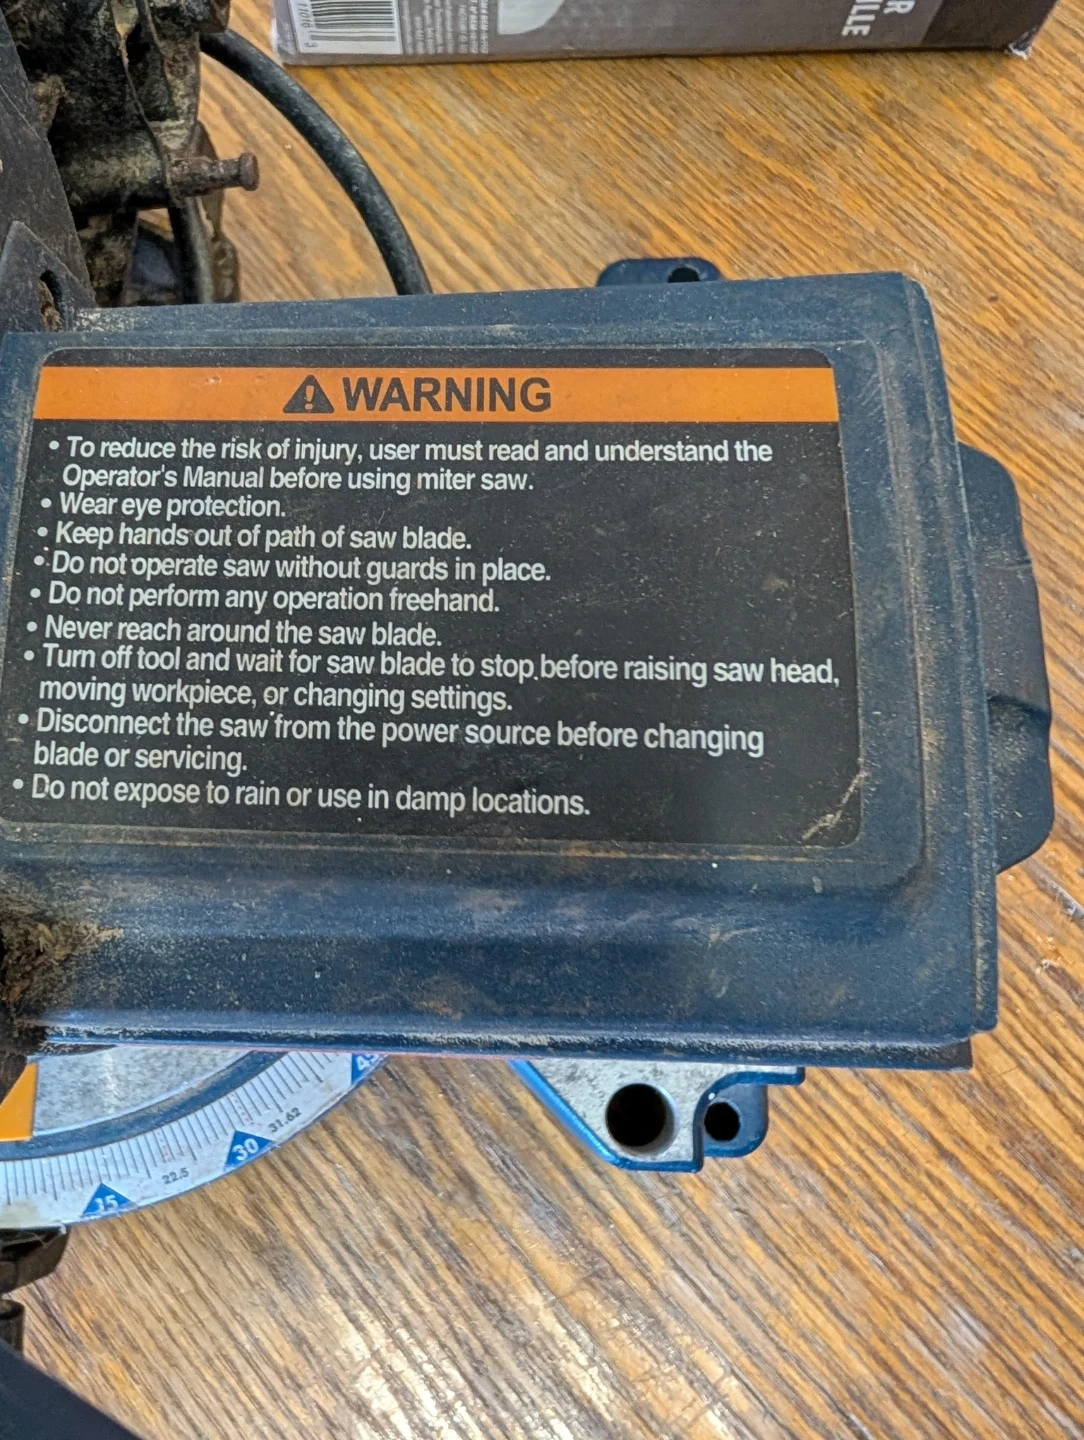 R
ILLE
WARNING
• To reduce the risk of injury, user must read and understand the
Operator's Manual before using miter saw.
• Wear eye protection.
• Keep hands out of path of saw blade.
• Do not operate saw without guards in place.
• Do not perform any operation freehand.
• Never reach around the saw blade.
• Turn off tool and wait for saw blade to stop before raising saw head,
moving workpiece, or changing settings.
• Disconnect the saw from the power source before changing
blade or servicing.
• Do not expose to rain or use in damp locations.
45
31.62
30
22.5
15